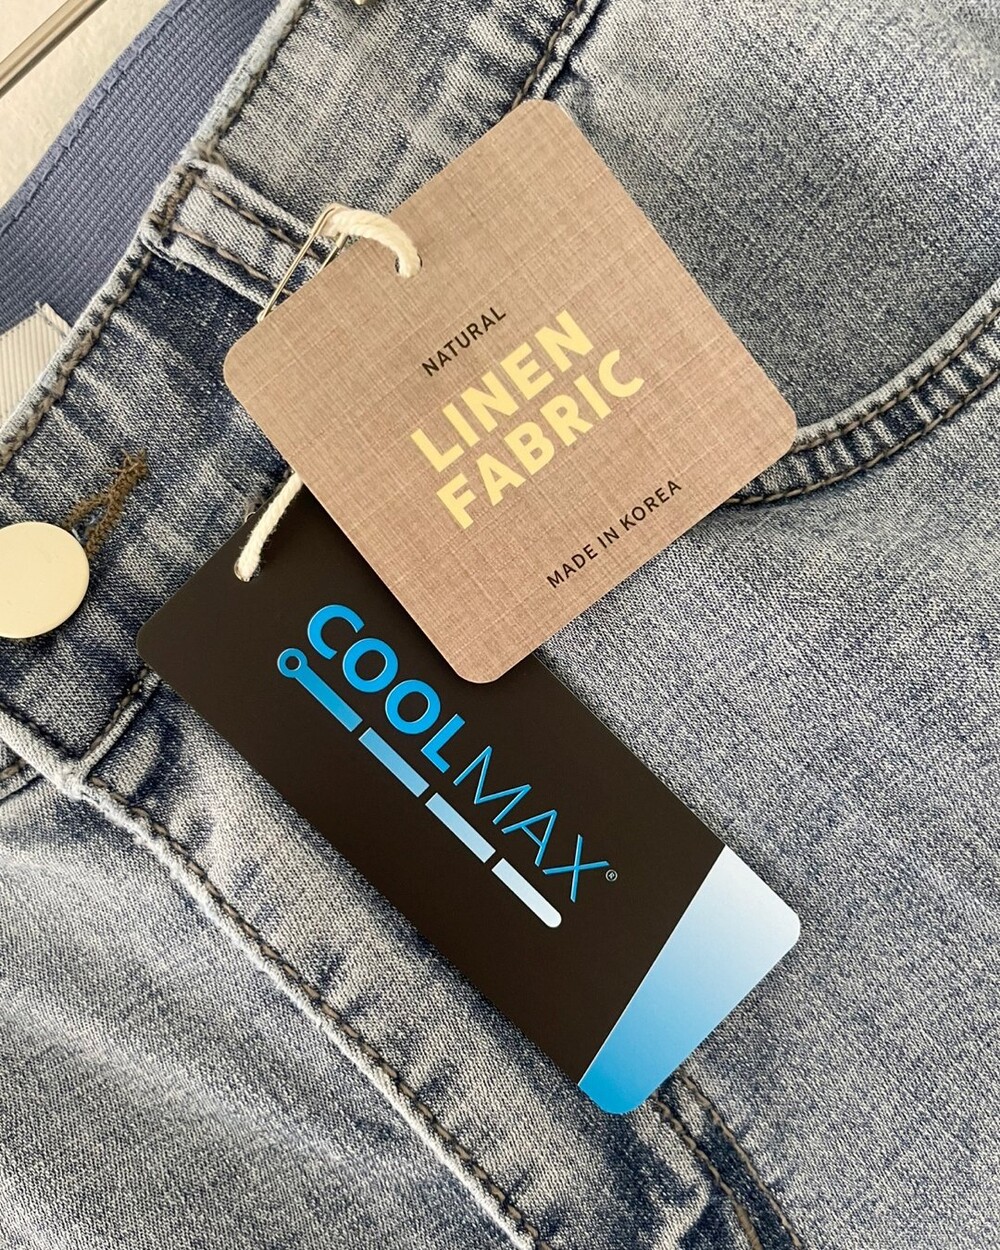 NATURAL
LINEN
FABRIC
MADE IN KOREA
COOLMAX®